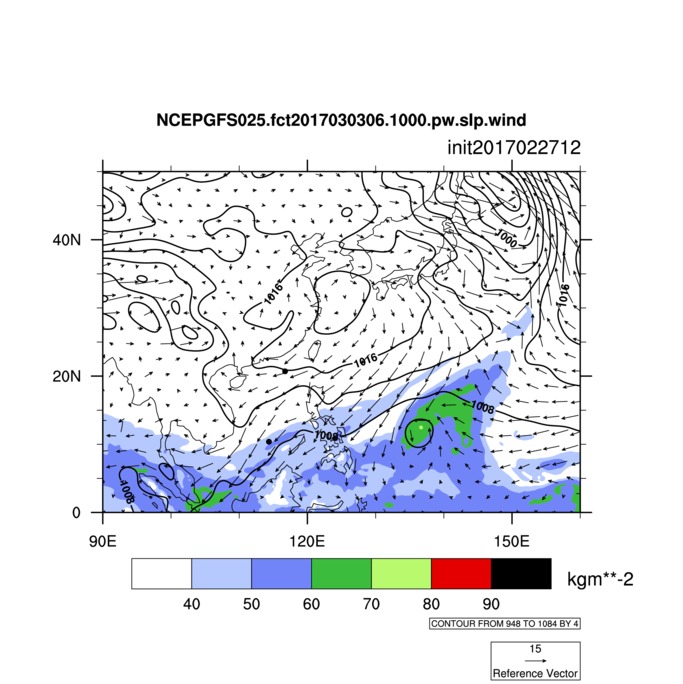 NCEPGFS025.fct2017030306.1000.pw.slp.wind
init2017022712
1000
40N
1016
1016
1016
20N
1008
1008
1008
0
90E 120E 150E
40 50 60 70 80 90 kgm**-2
CONTOUR FROM 948 TO 1084 BY 4
15
Reference Vector